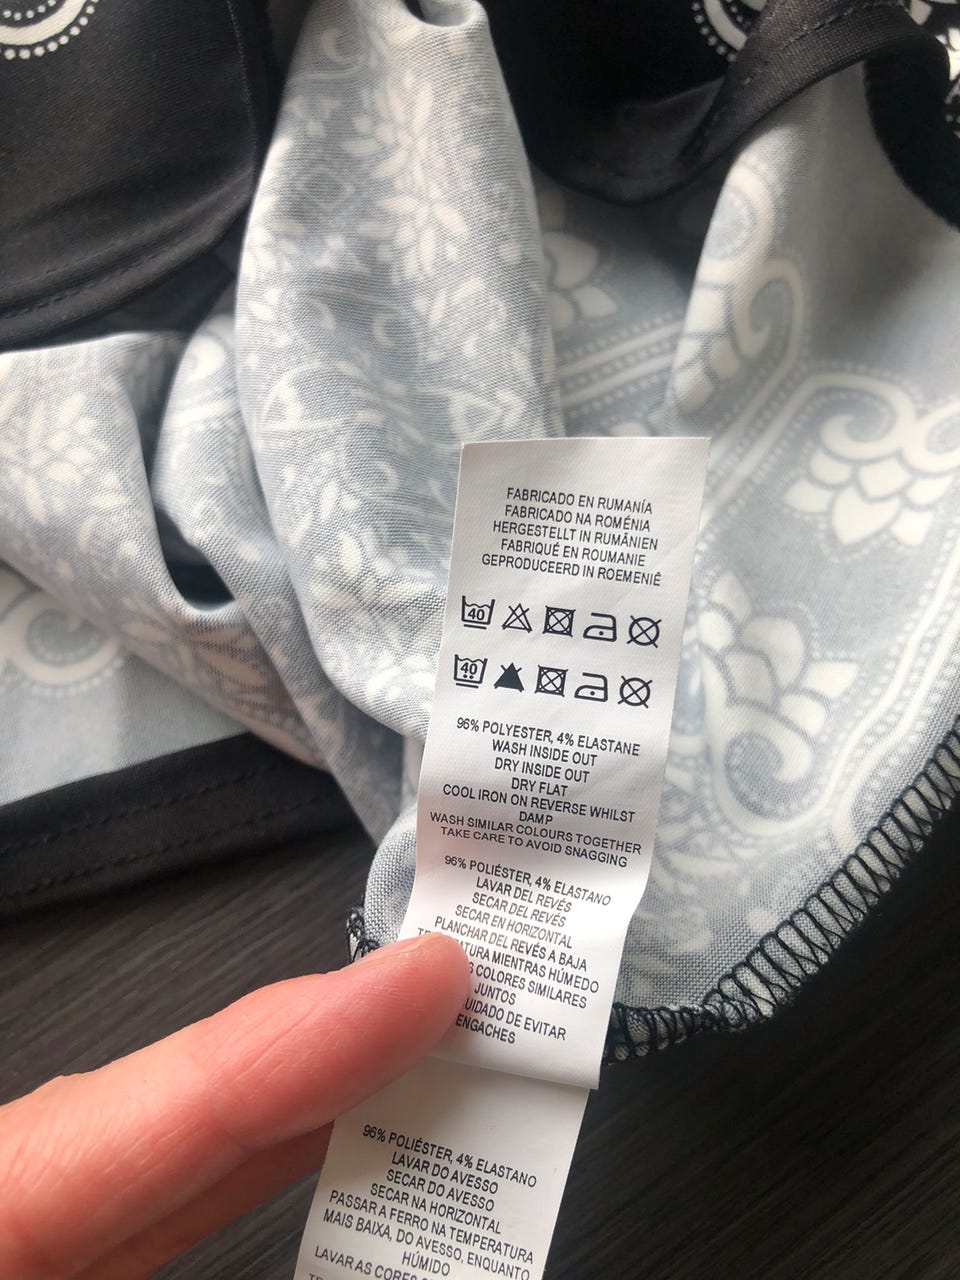 FABRICADO EN RUMANÍA
FABRICADO NA ROMÉNIA
HERGESTELLT IN RUMÄNIEN
FABRIQUÉ EN ROUMANIE
GEPRODUCEERD IN ROEMENIË
40
40
96% POLYESTER, 4% ELASTANE
WASH INSIDE OUT
DRY INSIDE OUT
DRY FLAT
COOL IRON ON REVERSE WHILST
DAMP
WASH SIMILAR COLOURS TOGETHER
TAKE CARE TO AVOID SNAGGING
96% POLIÉSTER, 4% ELASTANO
LAVAR DEL REVÉS
SECAR DEL REVÉS
SECAR EN HORIZONTAL
PLANCHAR DEL REVÉS A BAJA
MIENTRAS HÚMEDO
COLORES SIMILARES
JUNTOS
DE EVITAR
96% POLIÉSTER, 4% ELASTANO
LAVAR DO AVESSO
SECAR DO AVESSO
SECAR NA HORIZONTAL
PASSAR A FERRO NA TEMPERATURA
MAIS BAIXA, DO AVESSO, ENQUANTO
HÚMIDO
LAVAR AS CORES